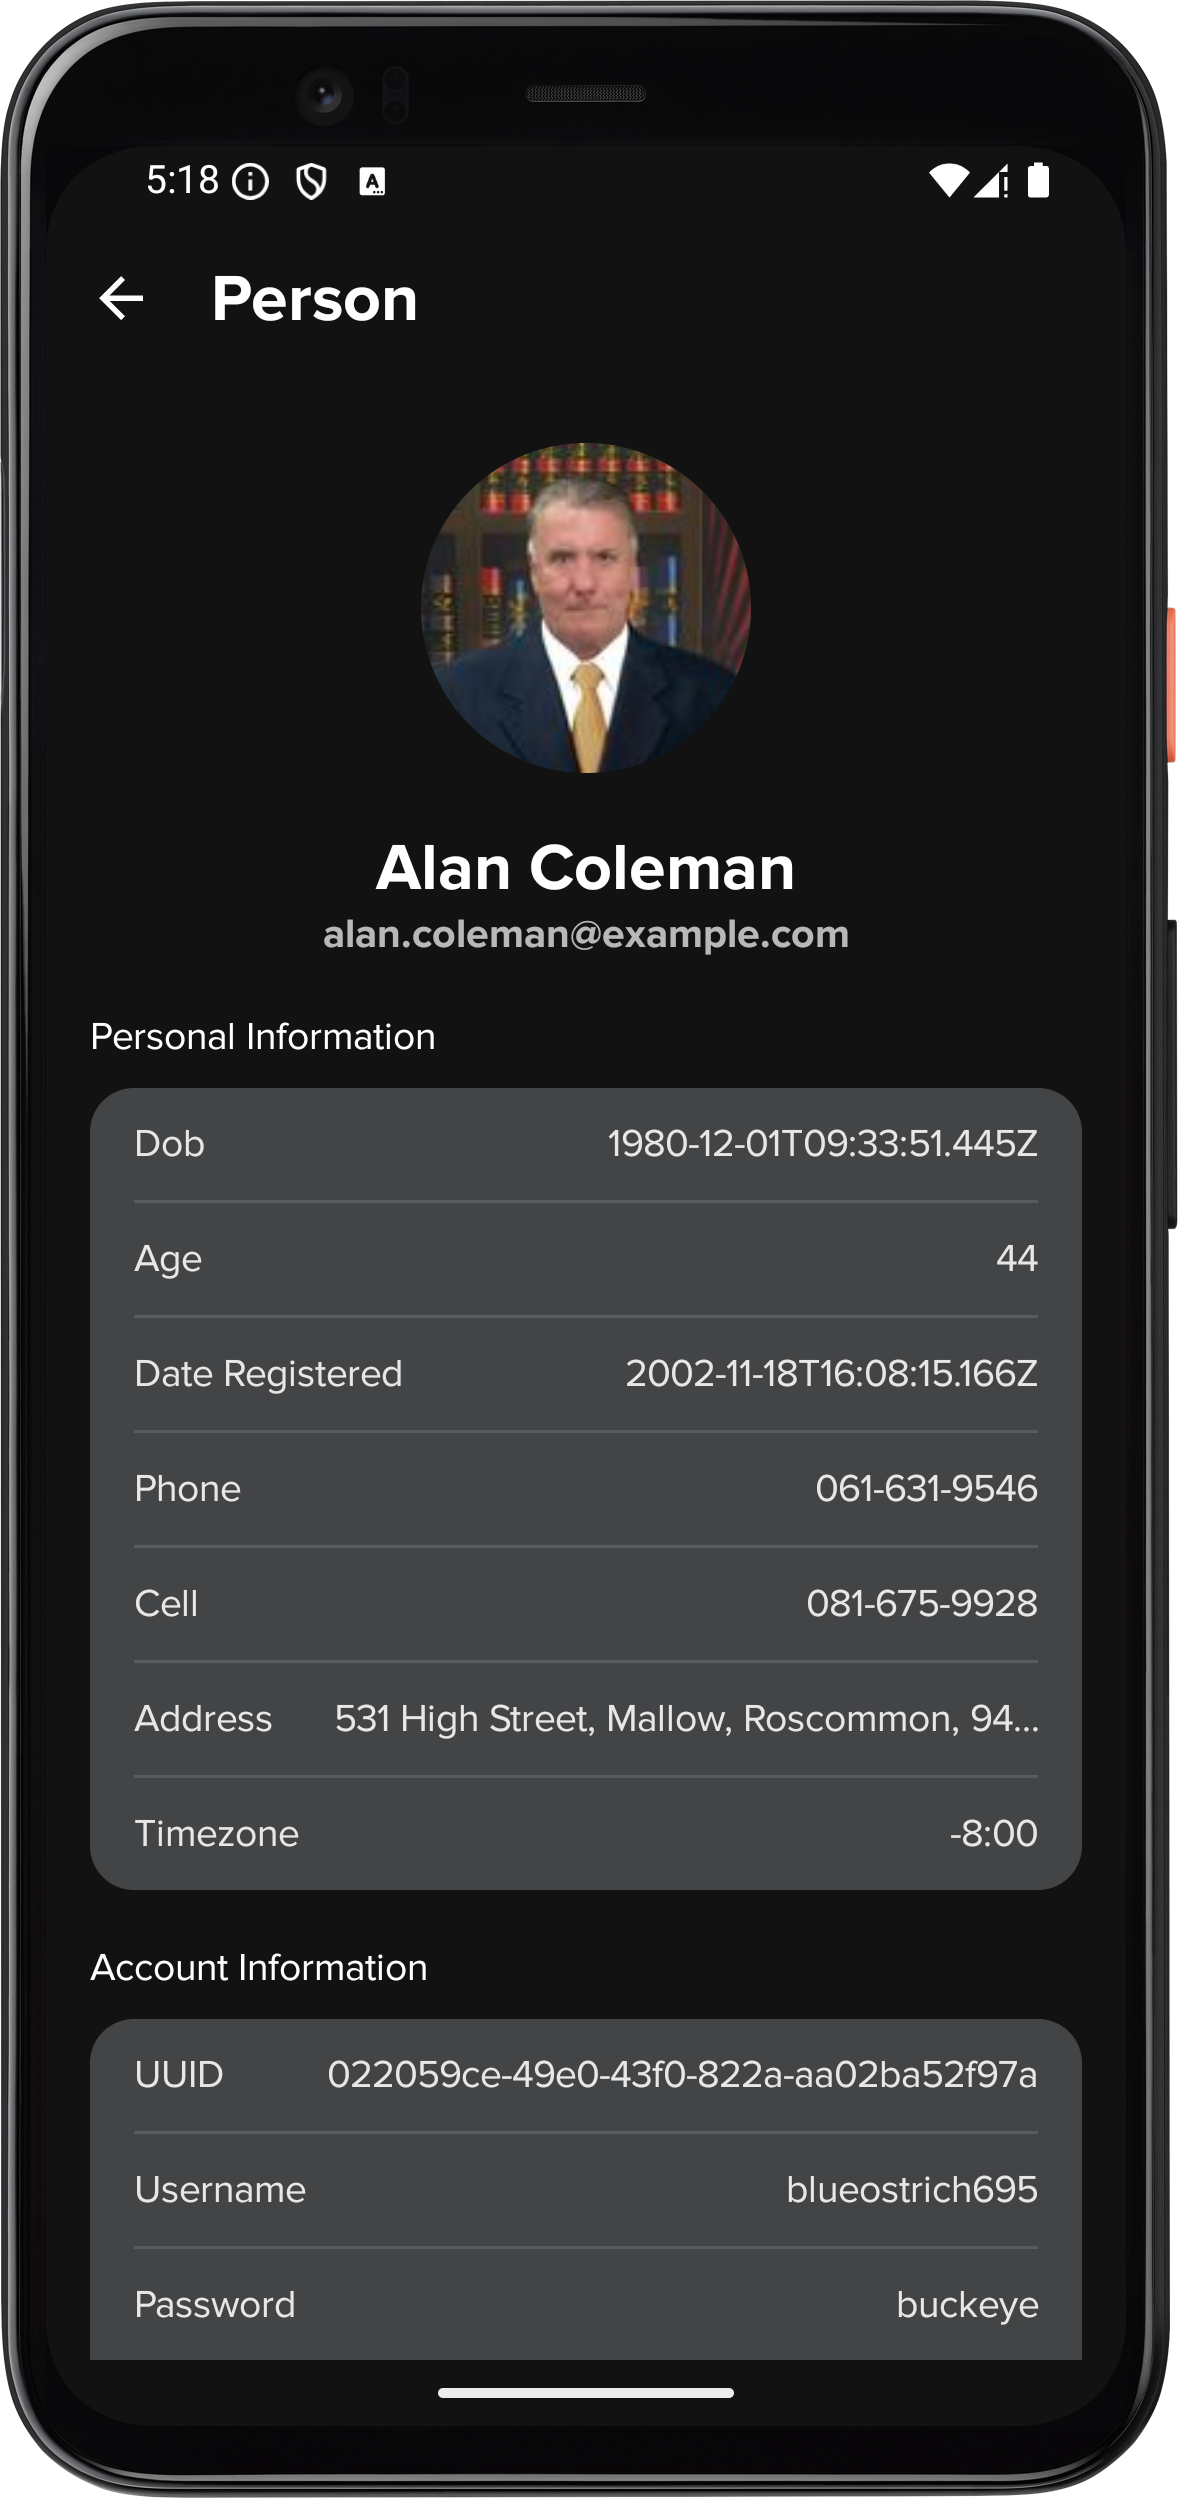 5:18
Person
Alan Coleman
alan.coleman@example.com
Personal Information
Dob 1980-12-01T09:33:51.445Z
Age 44
Date Registered 2002-11-18T16:08:15.166Z
Phone 061-631-9546
Cell 081-675-9928
Address 531 High Street, Mallow, Roscommon, 94...
Timezone -8:00
Account Information
UUID 022059ce-49e0-43f0-822a-aa02ba52f97a
Username blueostrich695
Password buckeye